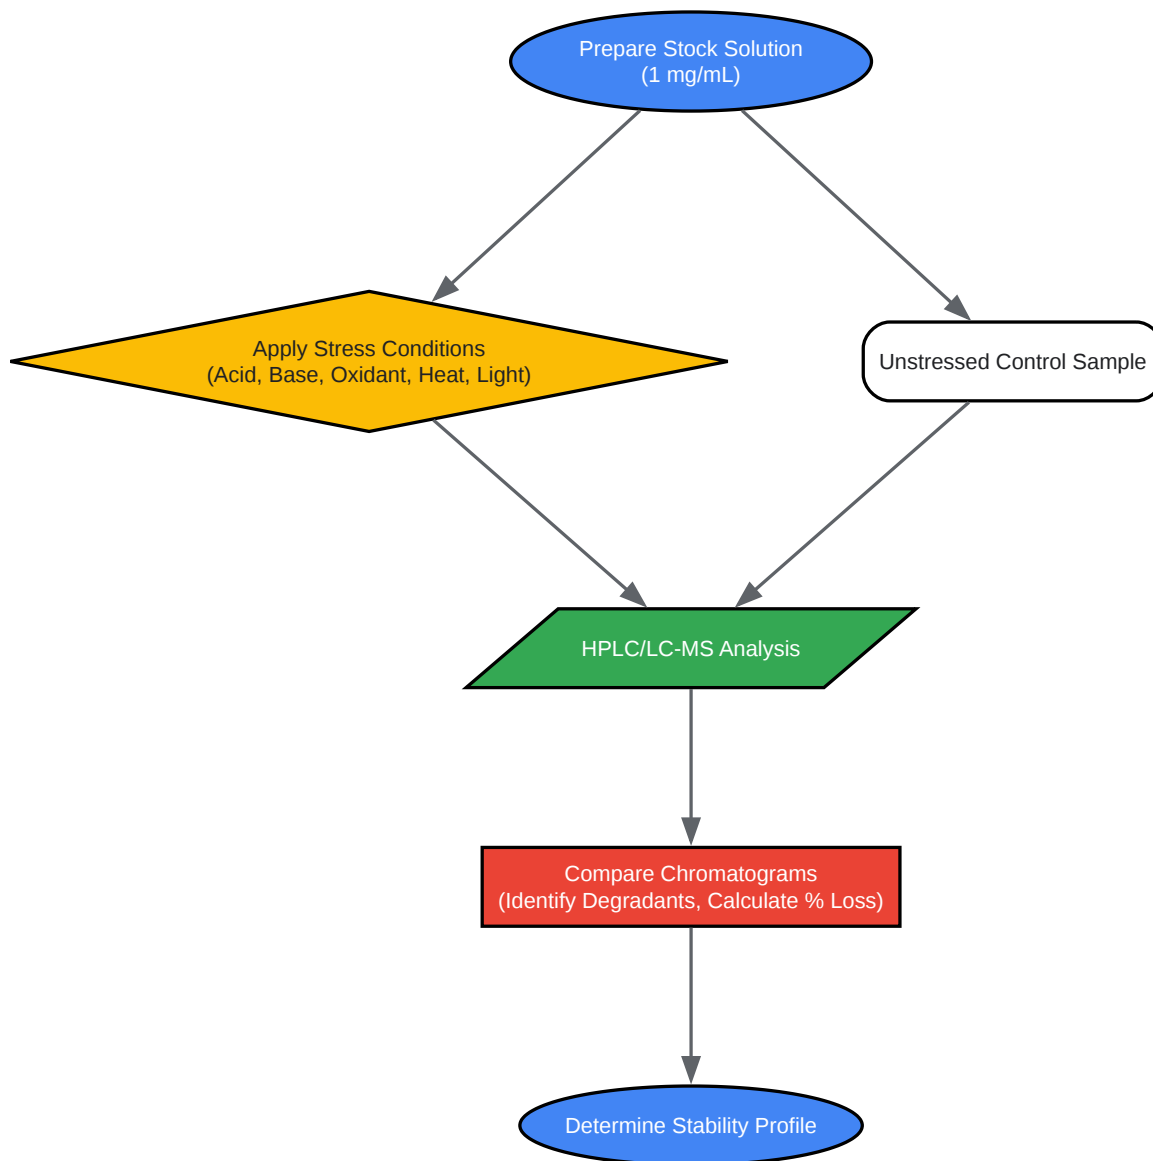 Prepare Stock Solution
(1 mg/mL)
Apply Stress Conditions
(Acid, Base, Oxidant, Heat, Light)
Unstressed Control Sample
HPLC/LC-MS Analysis
Compare Chromatograms
(Identify Degradants, Calculate % Loss)
Determine Stability Profile